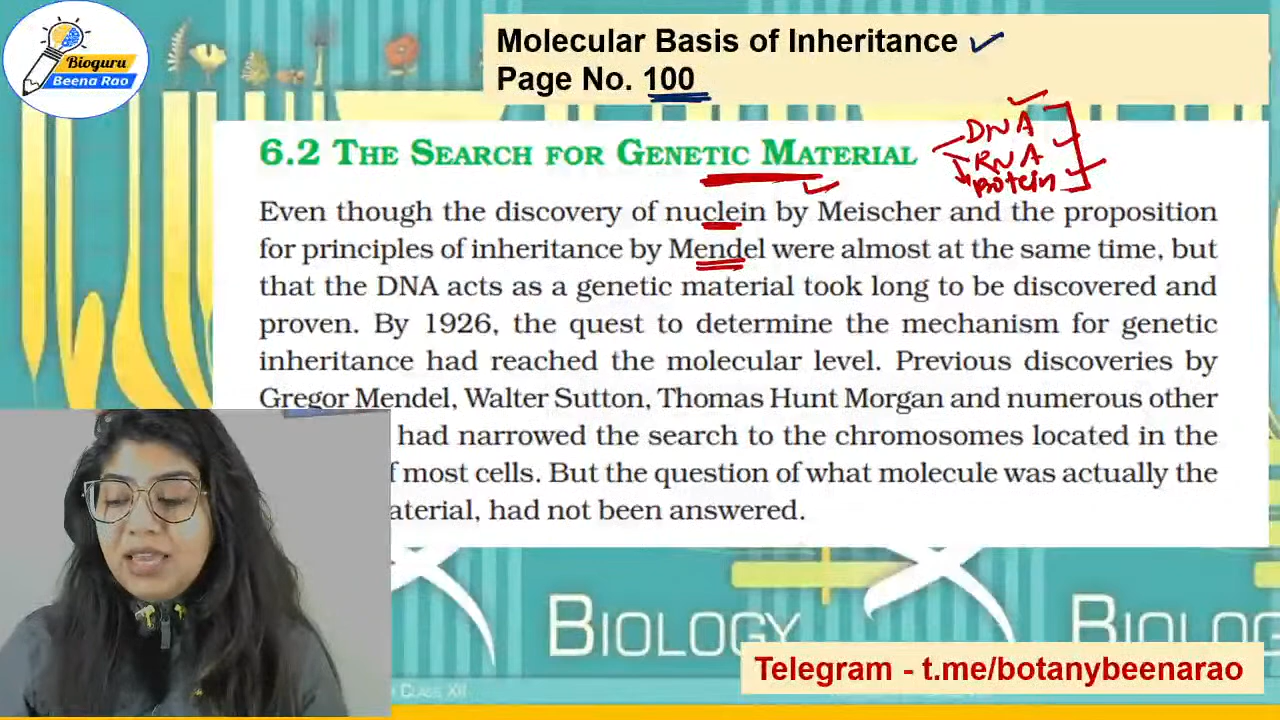 Bioguru
Beena Rao
Molecular Basis of Inheritance
Page No. 100
DNA
RNA
protein
6.2 THE SEARCH FOR GENETIC MATERIAL
Even though the discovery of nuclein by Meischer and the proposition
for principles of inheritance by Mendel were almost at the same time, but
that the DNA acts as a genetic material took long to be discovered and
proven. By 1926, the quest to determine the mechanism for genetic
inheritance had reached the molecular level. Previous discoveries by
Gregor Mendel, Walter Sutton, Thomas Hunt Morgan and numerous other
had narrowed the search to the chromosomes located in the
f most cells. But the question of what molecule was actually the
aterial, had not been answered.
BIOLOGY
BIOLOG
Telegram - t.me/botanybeenarao
CLASS XII